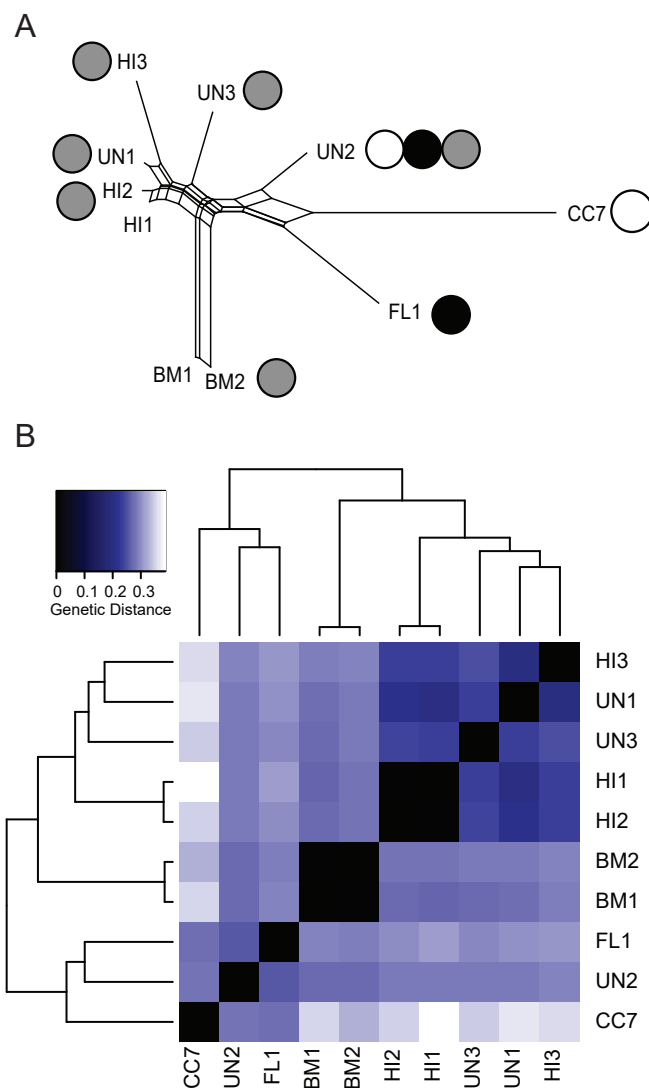 A
HI3
UN3
UN1
UN2
HI2
HI1
CC7
FL1
BM1
BM2
B
0 0.1 0.2 0.3
Genetic Distance
HI3
UN1
UN3
HI1
HI2
BM2
BM1
FL1
UN2
CC7
CC7 UN2 FL1 BM1 BM2 HI2 HI1 UN3 UN1 HI3